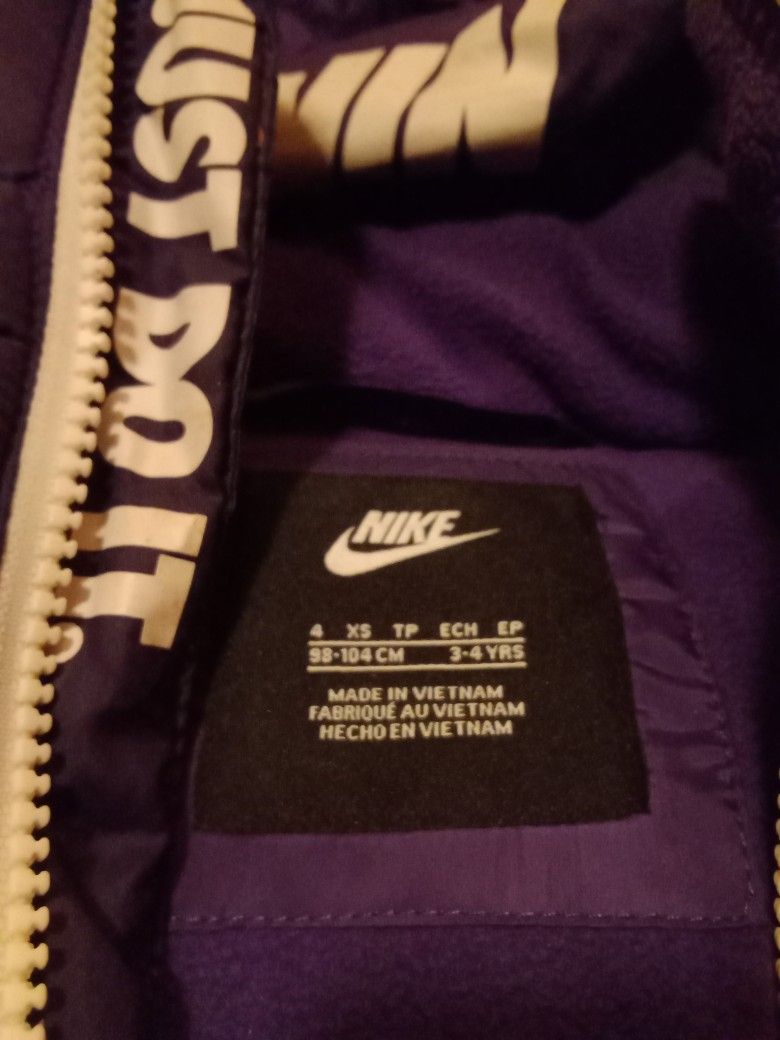 JUST DO IT
NIKE
4 XS TP ECH EP
98-104 CM 3-4 YRS
MADE IN VIETNAM
FABRIQUÉ AU VIETNAM
HECHO EN VIETNAM